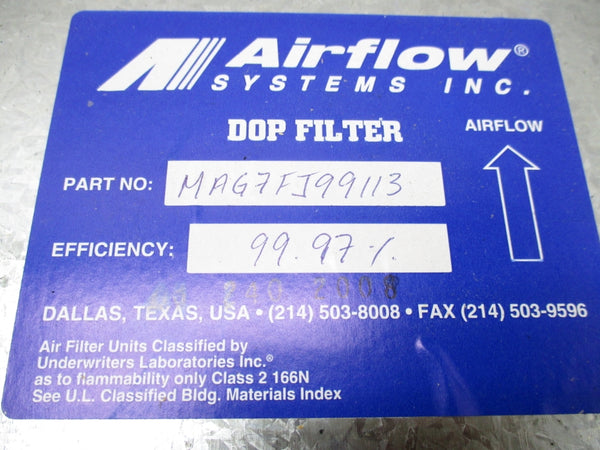 Airflow®
SYSTEMS INC.
DOP FILTER
AIRFLOW
PART NO: MAG7FJ99113
EFFICIENCY: 99.97%
DALLAS, TEXAS, USA • (214) 503-8008 • FAX (214) 503-9596
Air Filter Units Classified by
Underwriters Laboratories Inc.®
as to flammability only Class 2 166N
See U.L. Classified Bldg. Materials Index